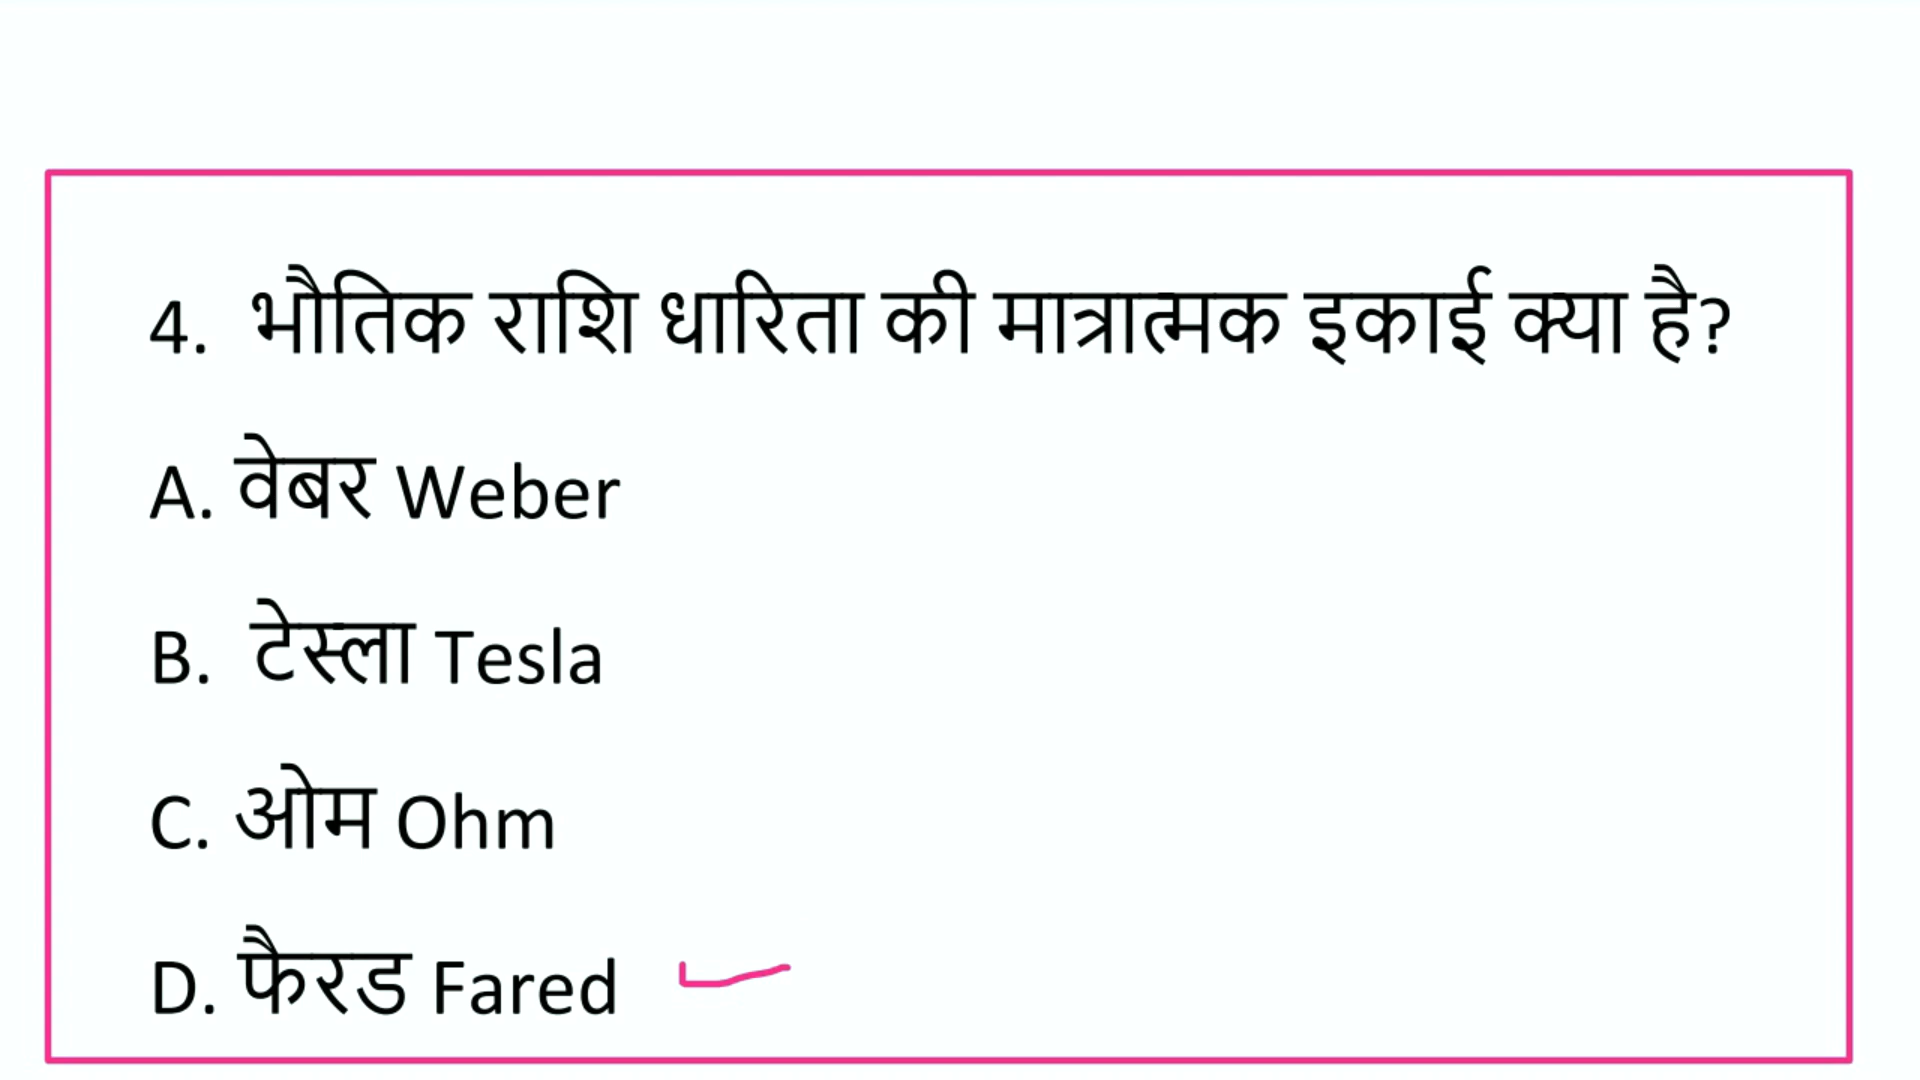 4. भौतिक राशि धारिता की मात्रात्मक इकाई क्या है?
A. वेबर Weber
B. टेस्ला Tesla
C. ओम Ohm
D. फैरड Fared